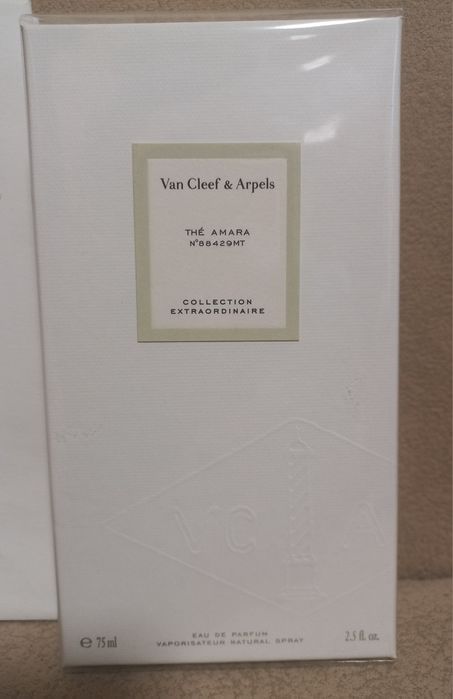 Van Cleef & Arpels
THÉ AMARA
N°88429MT
COLLECTION
EXTRAORDINAIRE
VC A
e 75 ml
EAU DE PARFUM
VAPORISATEUR NATURAL SPRAY
2.5 fl. oz.